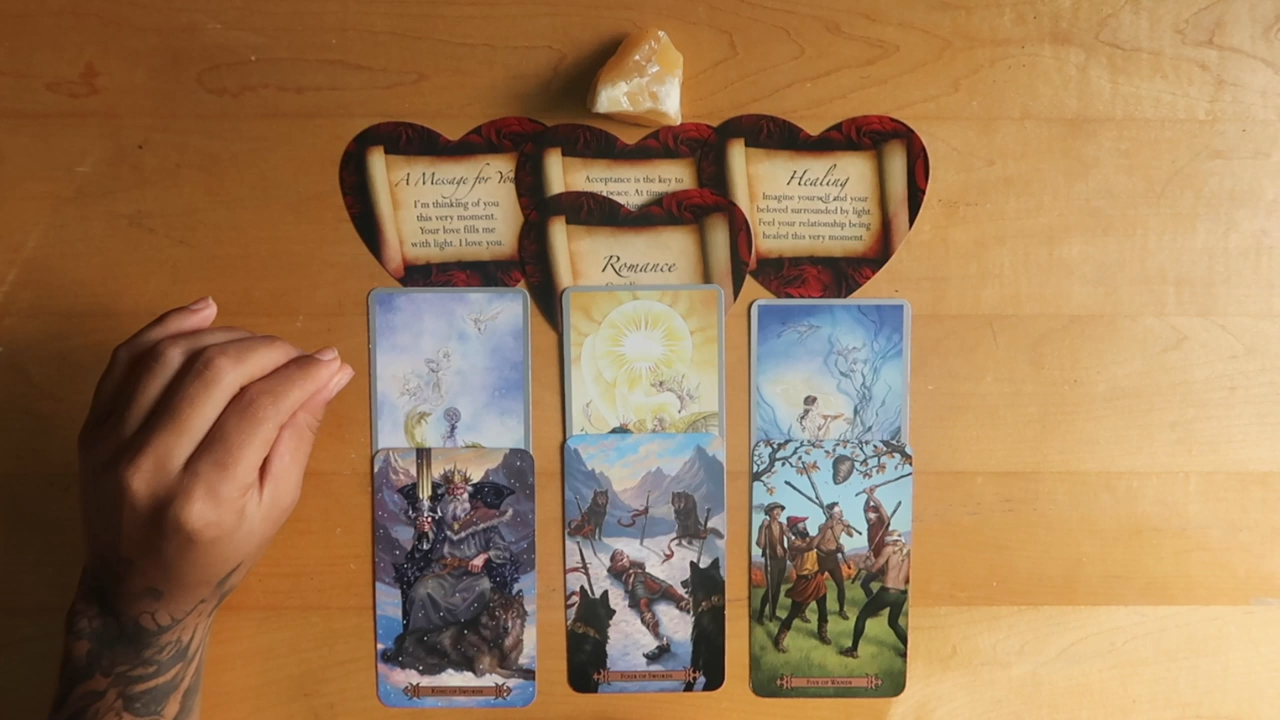 A Message for You
I'm thinking of you
this very moment.
Your love fills me
with light. I love you.
Acceptance is the key to
peace. At
Romance
Healing
Imagine yourself and your
beloved surrounded by light.
Feel your relationship being
healed this very moment.
KING OF SWORDS
FOUR OF SWORDS
FIVE OF WANDS